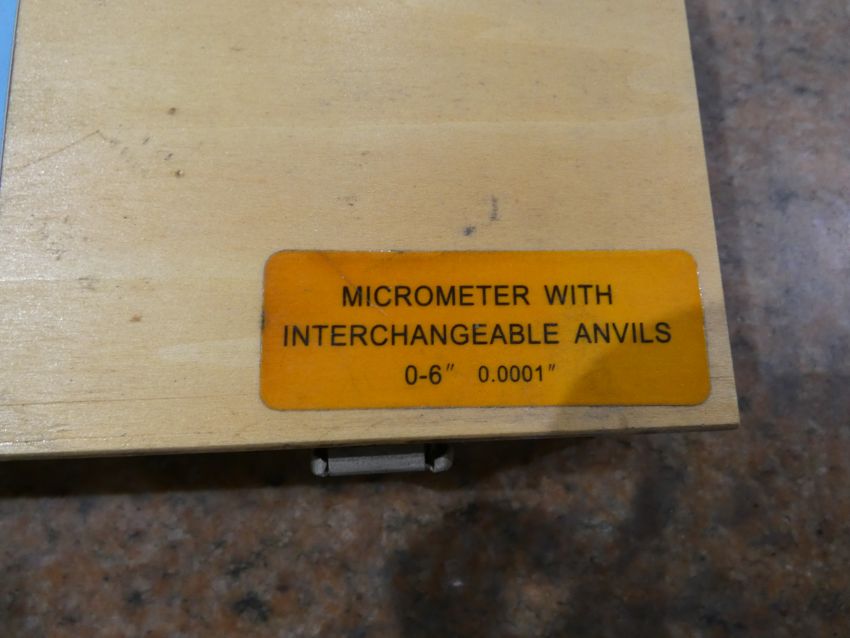 MICROMETER WITH
INTERCHANGEABLE ANVILS
0-6" 0.0001"